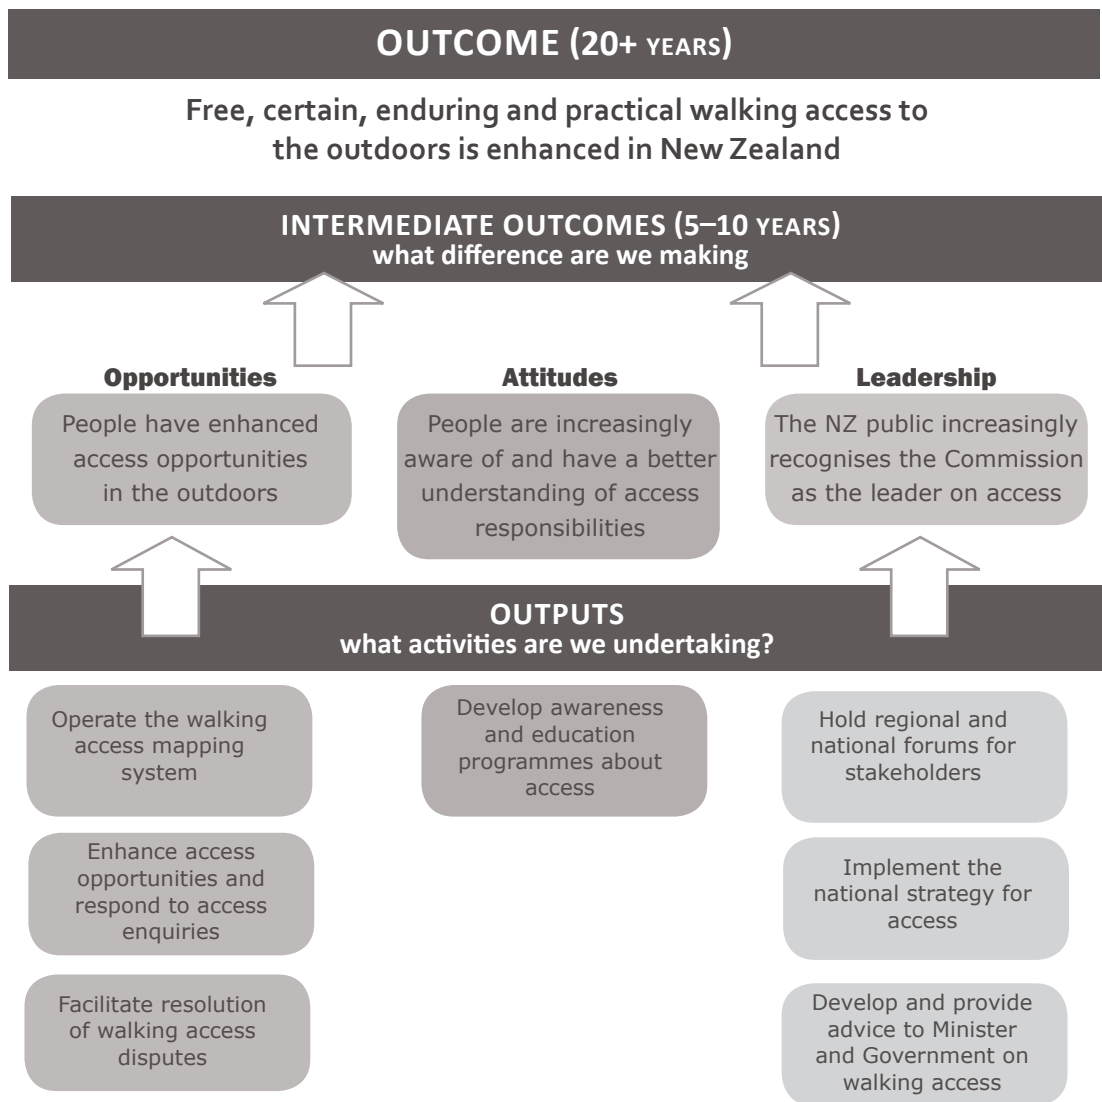 OUTCOME (20+ YEARS)
Free, certain, enduring and practical walking access to
the outdoors is enhanced in New Zealand
INTERMEDIATE OUTCOMES (5–10 YEARS)
what difference are we making
Opportunities
People have enhanced
access opportunities
in the outdoors
Attitudes
People are increasingly
aware of and have a better
understanding of access
responsibilities
Leadership
The NZ public increasingly
recognises the Commission
as the leader on access
OUTPUTS
what activities are we undertaking?
Operate the walking
access mapping
system
Enhance access
opportunities and
respond to access
enquiries
Facilitate resolution
of walking access
disputes
Develop awareness
and education
programmes about
access
Hold regional and
national forums for
stakeholders
Implement the
national strategy for
access
Develop and provide
advice to Minister
and Government on
walking access